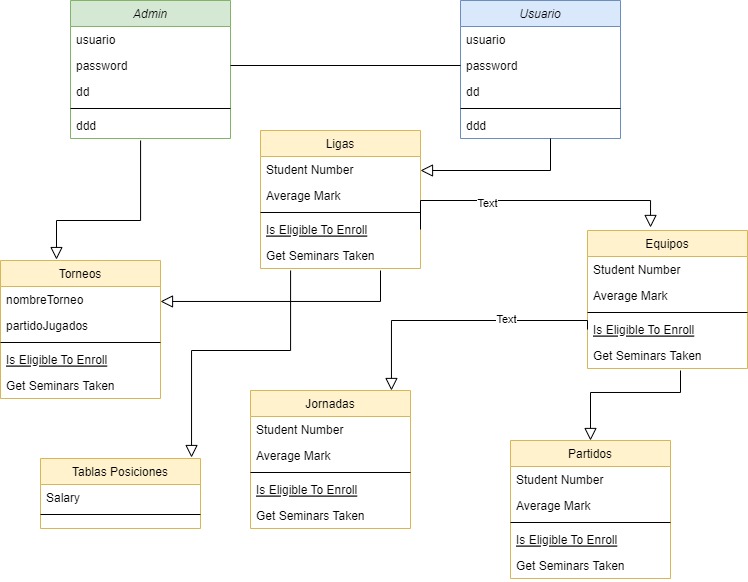 Admin
usuario
password
dd
ddd
Usuario
usuario
password
dd
ddd
Ligas
Student Number
Average Mark
Is Eligible To Enroll
Get Seminars Taken
Text
Equipos
Student Number
Average Mark
Is Eligible To Enroll
Get Seminars Taken
Torneos
nombreTorneo
partidoJugados
Is Eligible To Enroll
Get Seminars Taken
Text
Jornadas
Student Number
Average Mark
Is Eligible To Enroll
Get Seminars Taken
Partidos
Student Number
Average Mark
Is Eligible To Enroll
Get Seminars Taken
Tablas Posiciones
Salary